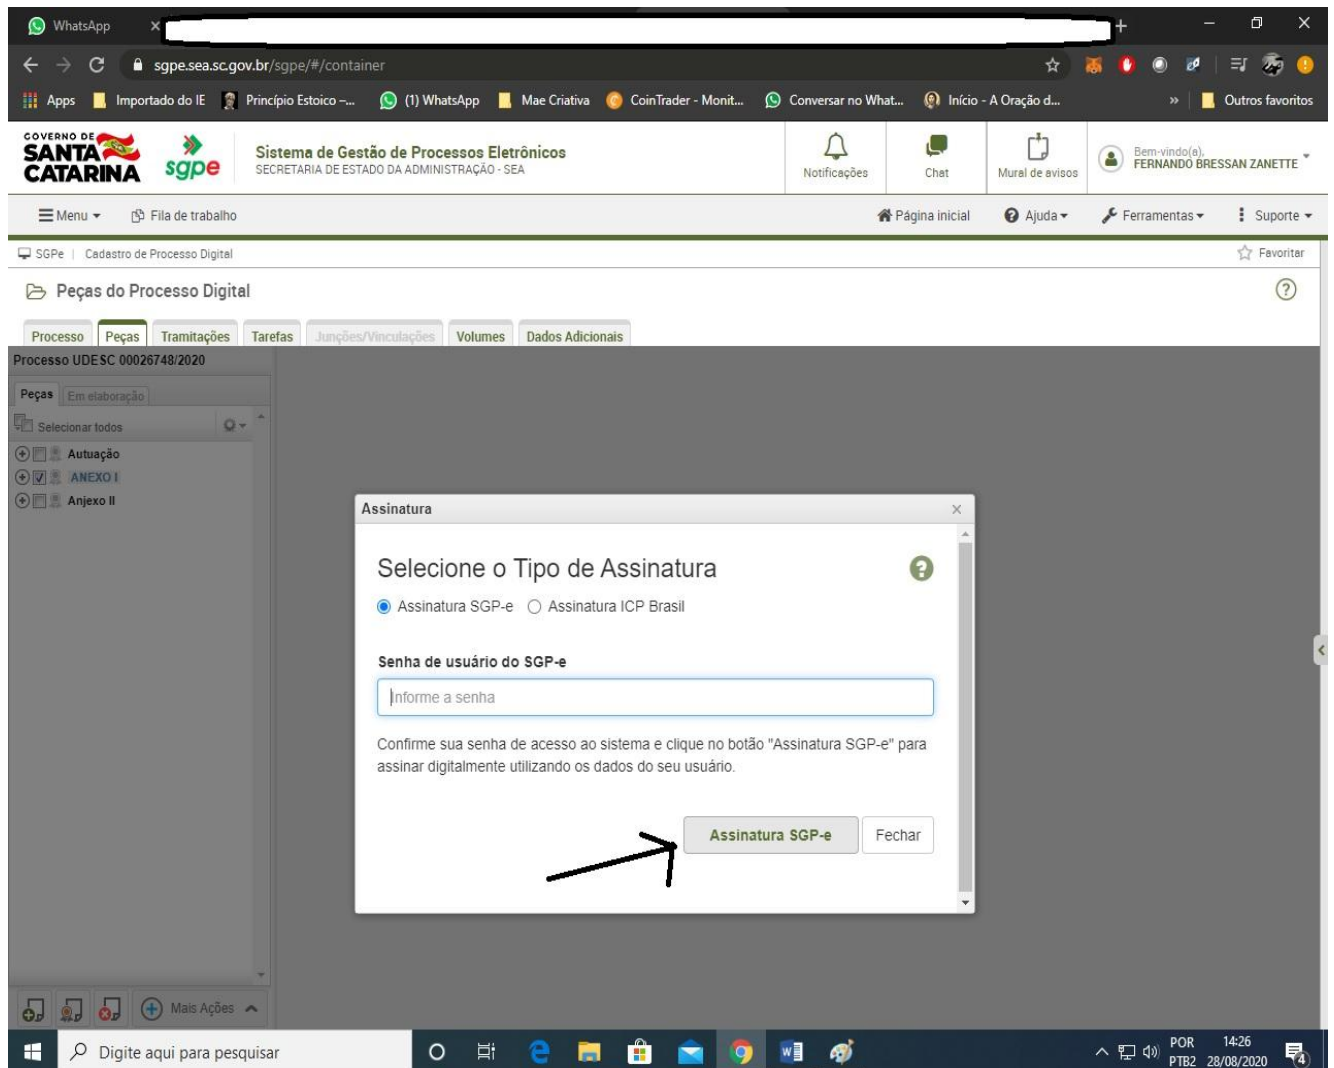 WhatsApp
sgpe.sea.sc.gov.br/sgpe/#/container
Apps Importado do IE Princípio Estoico –... (1) WhatsApp Mae Criativa CoinTrader - Monit... Conversar no What... Início - A Oração d... » Outros favoritos
GOVERNO DE
SANTA
CATARINA
sgpe
Sistema de Gestão de Processos Eletrônicos
SECRETARIA DE ESTADO DA ADMINISTRAÇÃO - SEA
Notificações
Chat
Mural de avisos
Bem-vindo(a),
FERNANDO BRESSAN ZANETTE
Menu Fila de trabalho Página inicial Ajuda Ferramentas Suporte
SGPe | Cadastro de Processo Digital Favoritar
Peças do Processo Digital
Processo Peças Tramitações Tarefas Junções/Vinculações Volumes Dados Adicionais
Processo UDESC 00026748/2020
Peças Em elaboração
Selecionar todos
Autuação
ANEXO I
Anjexo II
Assinatura
Selecione o Tipo de Assinatura
Assinatura SGP-e Assinatura ICP Brasil
Senha de usuário do SGP-e
Informe a senha
Confirme sua senha de acesso ao sistema e clique no botão "Assinatura SGP-e" para
assinar digitalmente utilizando os dados do seu usuário.
Assinatura SGP-e Fechar
Mais Ações
Digite aqui para pesquisar
POR 14:26
PTB2 28/08/2020
4